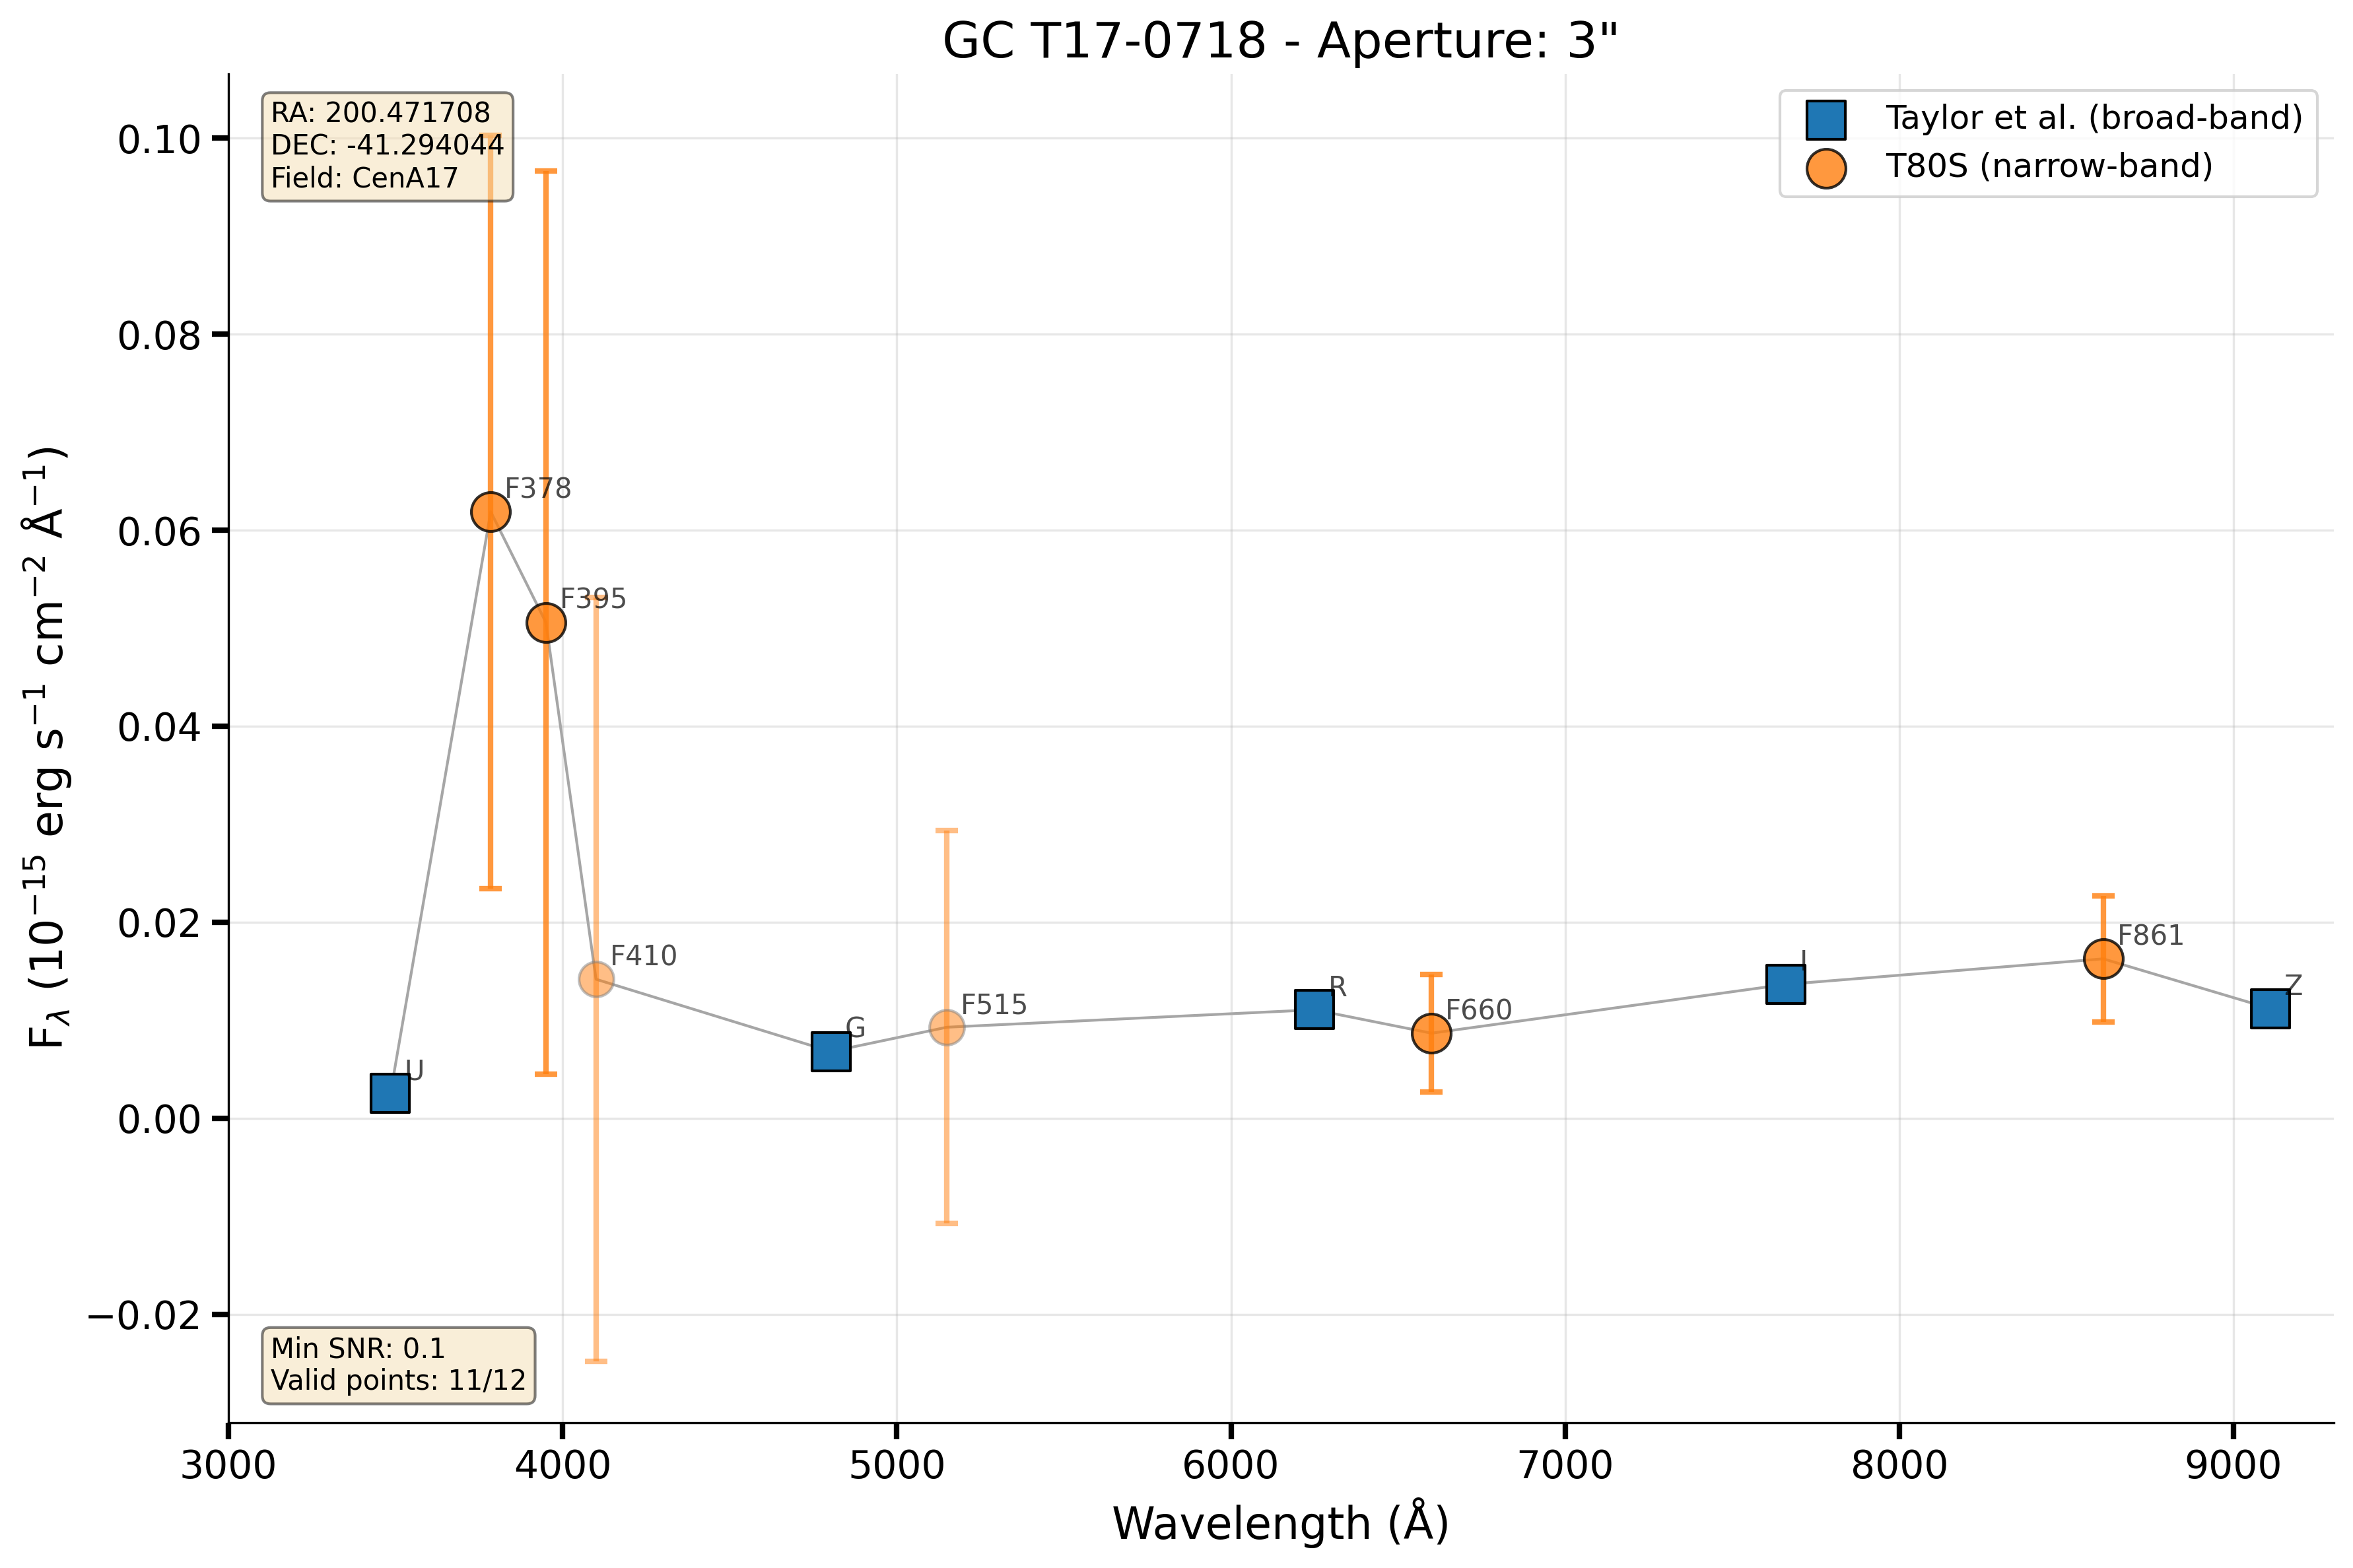 GC T17-0718 - Aperture: 3"
RA: 200.471708
DEC: -41.294044
Field: CenA17
Taylor et al. (broad-band)
T80S (narrow-band)
0.10
0.08
0.06
0.04
0.02
0.00
−0.02
F_λ (10⁻¹⁵ erg s⁻¹ cm⁻² Å⁻¹)
U
F378
F395
F410
G
F515
R
F660
I
F861
Z
Min SNR: 0.1
Valid points: 11/12
3000 4000 5000 6000 7000 8000 9000
Wavelength (Å)